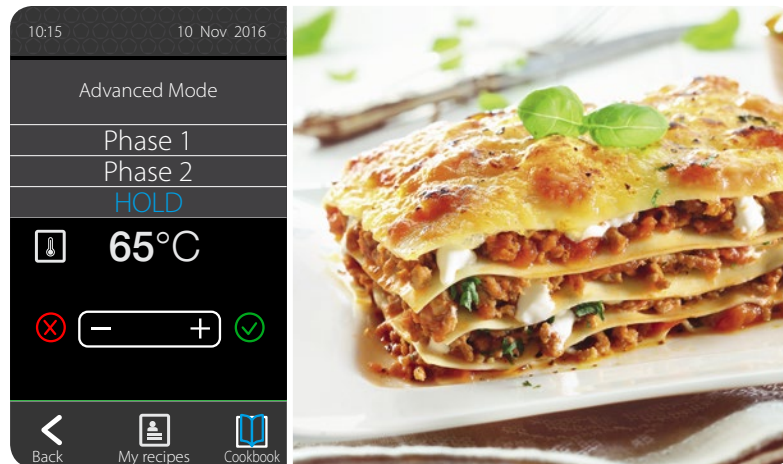 10:15 10 Nov 2016
Advanced Mode
Phase 1
Phase 2
HOLD
65°C
Back My recipes Cookbook